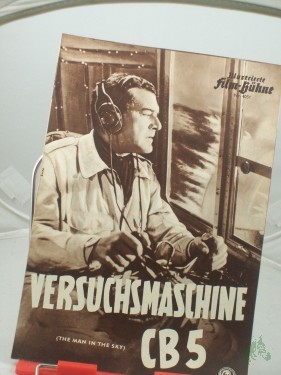 Illustrierte
Film-Bühne
VERSUCHSMASCHINE
(THE MAN IN THE SKY)
CB 5